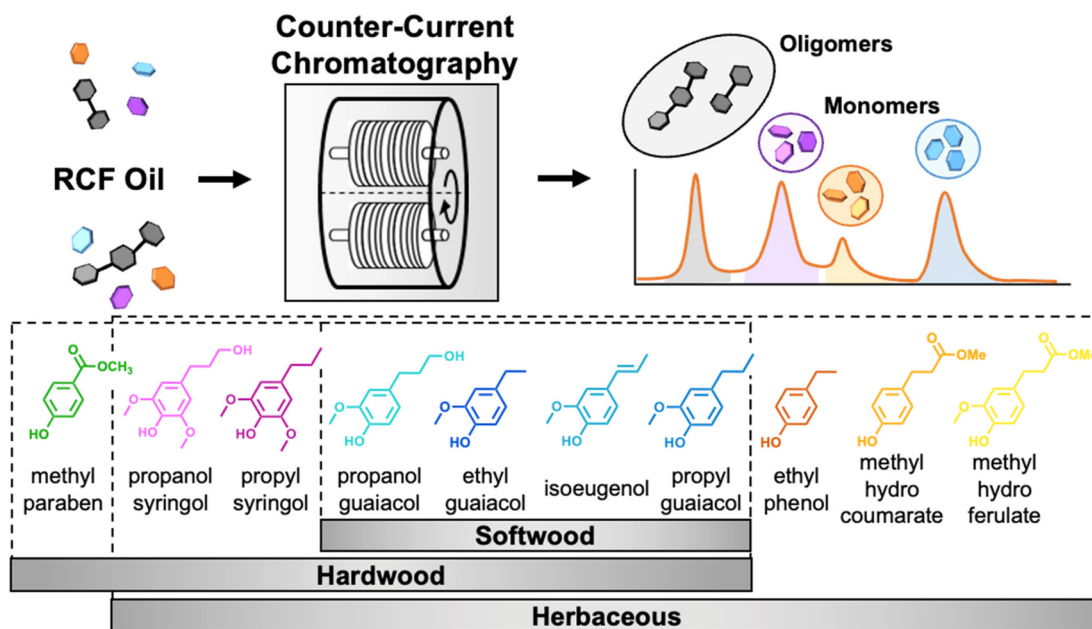 Counter-Current
Chromatography
Oligomers
Monomers
RCF Oil
OH
O
OCH3
HO
methyl
paraben
OH
O
HO
O
propanol
syringol
O
HO
O
propyl
syringol
OH
O
HO
propanol
guaiacol
O
HO
ethyl
guaiacol
O
HO
isoeugenol
O
HO
propyl
guaiacol
HO
ethyl
phenol
O
OMe
HO
methyl
hydro
coumarate
O
OMe
O
HO
methyl
hydro
ferulate
Softwood
Hardwood
Herbaceous